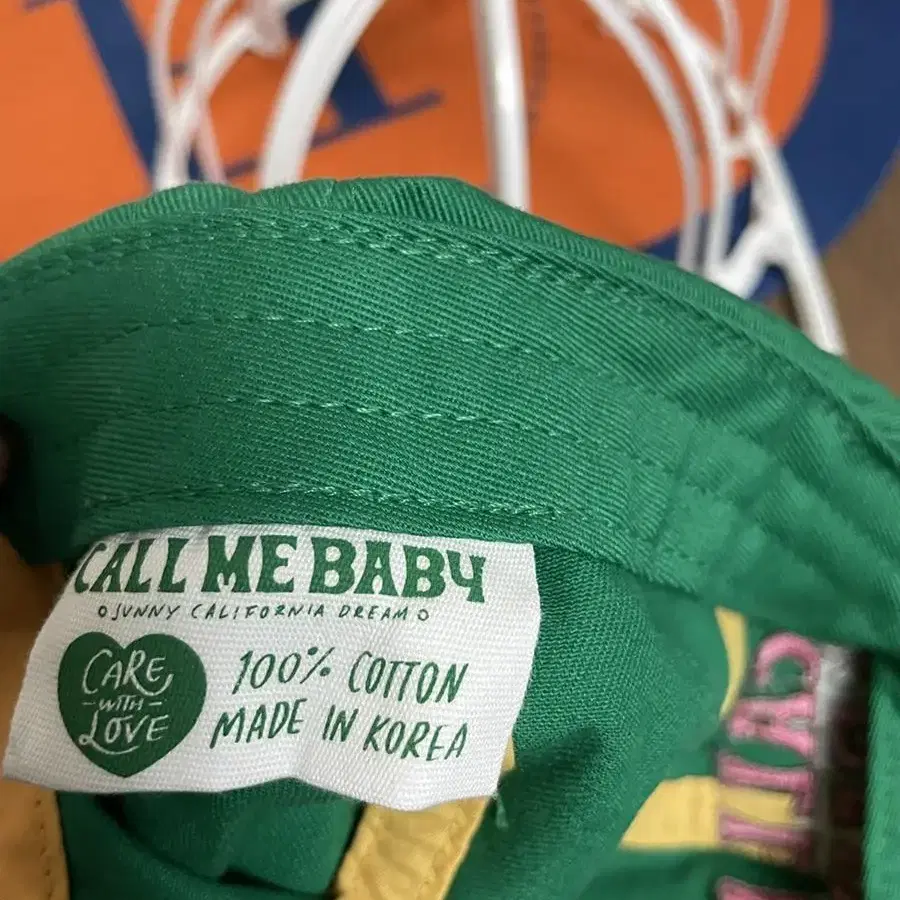 CALL ME BABY
SUNNY CALIFORNIA DREAM
CARE
-WITH-
LOVE
100% COTTON
MADE IN KOREA